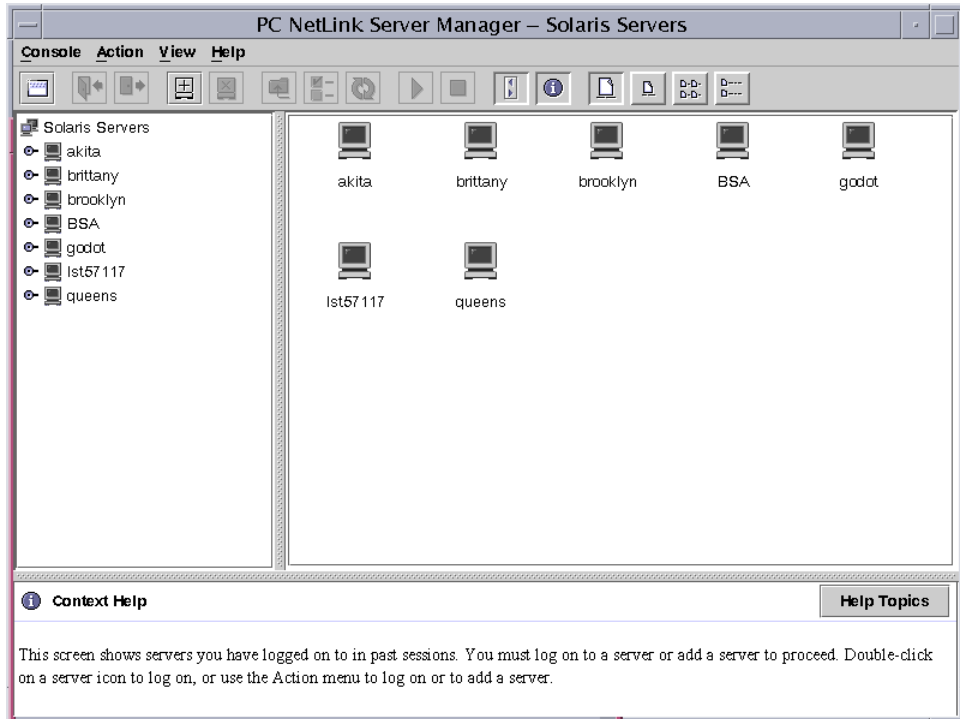 PC NetLink Server Manager – Solaris Servers
Console Action View Help
Solaris Servers
akita
brittany
brooklyn
BSA
godot
lst57117
queens
akita brittany brooklyn BSA godot
lst57117 queens
Context Help
Help Topics
This screen shows servers you have logged on to in past sessions. You must log on to a server or add a server to proceed. Double-click
on a server icon to log on, or use the Action menu to log on or to add a server.